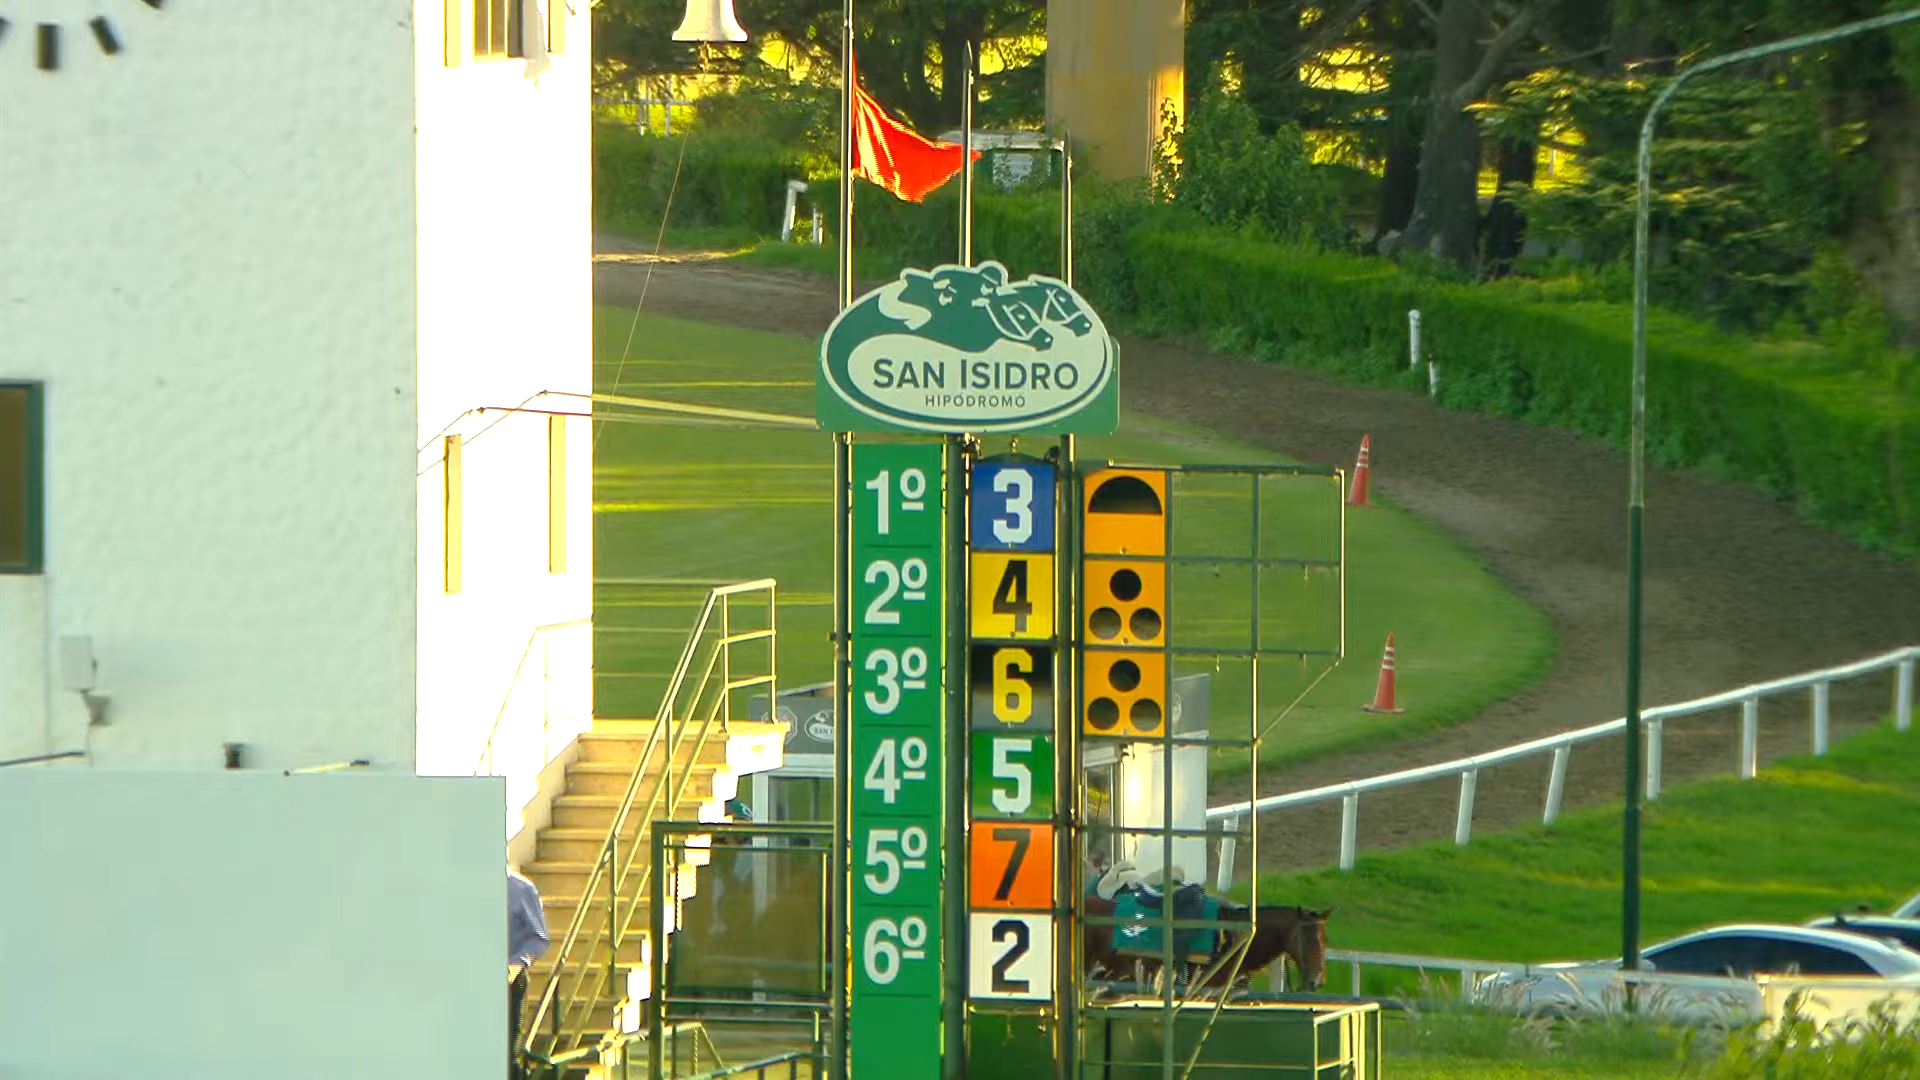 SAN ISIDRO
HIPÓDROMO
1º 3
2º 4
3º 6
4º 5
5º 7
6º 2